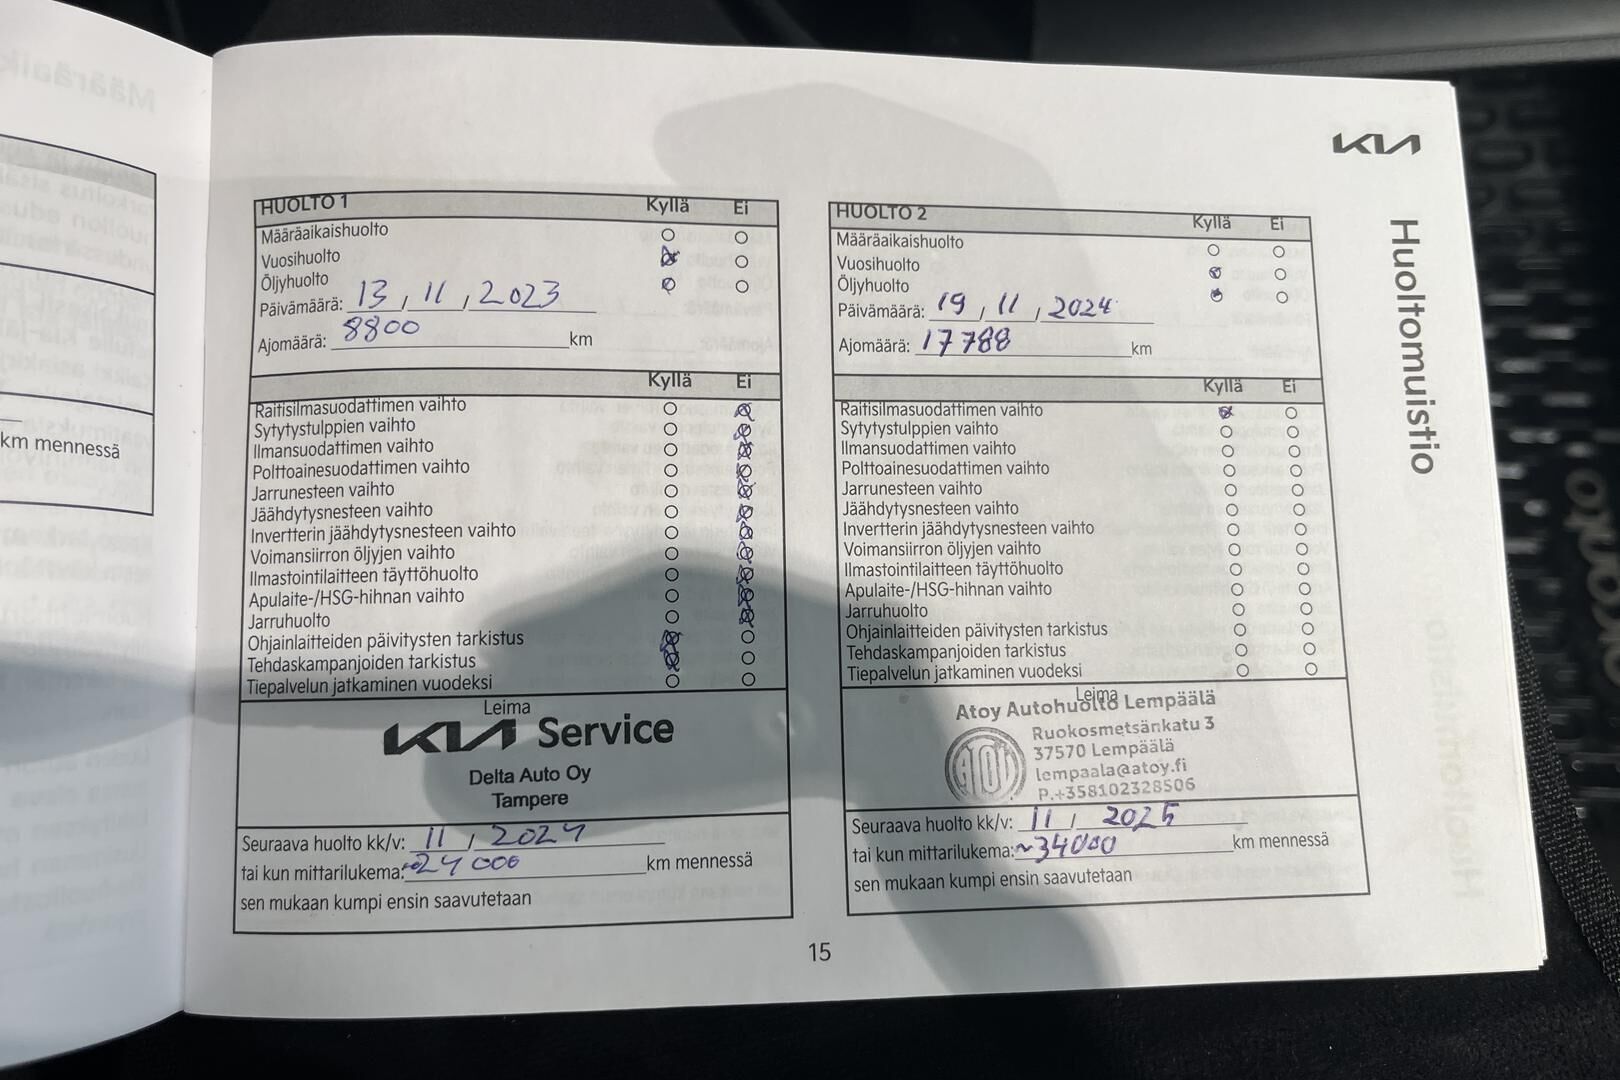 KIA
Huoltomuistio
km mennessä
HUOLTO 1 Kyllä Ei
Määräaikaishuolto
Vuosihuolto
Öljyhuolto
Päivämäärä: 13 / 11 / 2023
Ajomäärä: 8800 km
Kyllä Ei
Raitisilmasuodattimen vaihto
Sytytystulppien vaihto
Ilmansuodattimen vaihto
Polttoainesuodattimen vaihto
Jarrunesteen vaihto
Jäähdytysnesteen vaihto
Invertterin jäähdytysnesteen vaihto
Voimansiirron öljyjen vaihto
Ilmastointilaitteen täyttöhuolto
Apulaite-/HSG-hihnan vaihto
Jarruhuolto
Ohjainlaitteiden päivitysten tarkistus
Tehdaskampanjoiden tarkistus
Tiepalvelun jatkaminen vuodeksi
Leima
KIA Service
Delta Auto Oy
Tampere
Seuraava huolto kk/v: 11 / 2024
tai kun mittarilukema: ~24000 km mennessä
sen mukaan kumpi ensin saavutetaan
HUOLTO 2 Kyllä Ei
Määräaikaishuolto
Vuosihuolto
Öljyhuolto
Päivämäärä: 19 / 11 / 2024
Ajomäärä: 17788 km
Kyllä Ei
Raitisilmasuodattimen vaihto
Sytytystulppien vaihto
Ilmansuodattimen vaihto
Polttoainesuodattimen vaihto
Jarrunesteen vaihto
Jäähdytysnesteen vaihto
Invertterin jäähdytysnesteen vaihto
Voimansiirron öljyjen vaihto
Ilmastointilaitteen täyttöhuolto
Apulaite-/HSG-hihnan vaihto
Jarruhuolto
Ohjainlaitteiden päivitysten tarkistus
Tehdaskampanjoiden tarkistus
Tiepalvelun jatkaminen vuodeksi
Leima
Atoy Autohuolto Lempäälä
ATOY
Ruokosmetsänkatu 3
37570 Lempäälä
lempaala@atoy.fi
P.+358102328506
Seuraava huolto kk/v: 11 / 2025
tai kun mittarilukema: ~34000 km mennessä
sen mukaan kumpi ensin saavutetaan
15